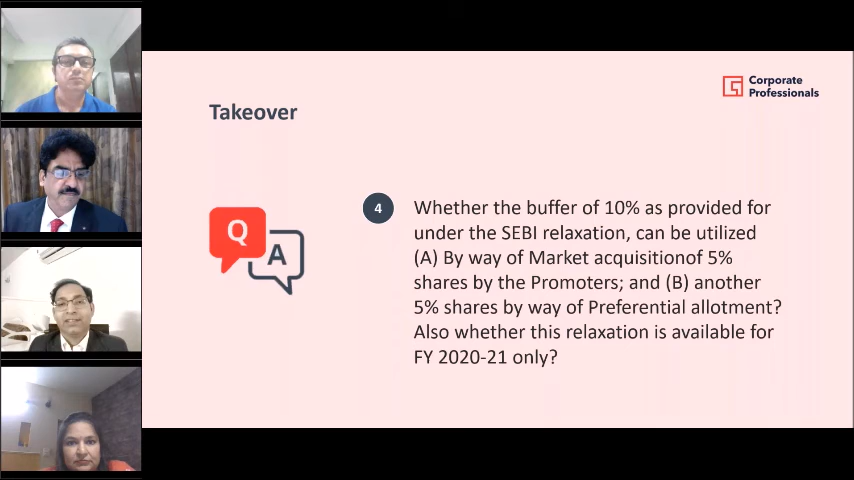 Corporate
Professionals
Takeover
Q
A
4
Whether the buffer of 10% as provided for
under the SEBI relaxation, can be utilized
(A) By way of Market acquisitionof 5%
shares by the Promoters; and (B) another
5% shares by way of Preferential allotment?
Also whether this relaxation is available for
FY 2020-21 only?